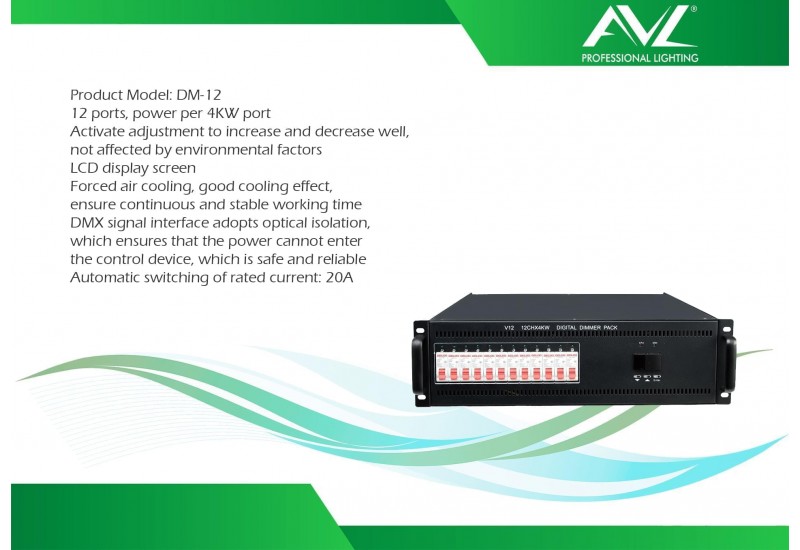 AVL®
PROFESSIONAL LIGHTING
Product Model: DM-12
12 ports, power per 4KW port
Activate adjustment to increase and decrease well,
not affected by environmental factors
LCD display screen
Forced air cooling, good cooling effect,
ensure continuous and stable working time
DMX signal interface adopts optical isolation,
which ensures that the power cannot enter
the control device, which is safe and reliable
Automatic switching of rated current: 20A
V12 12CHX4KW DIGITAL DIMMER PACK